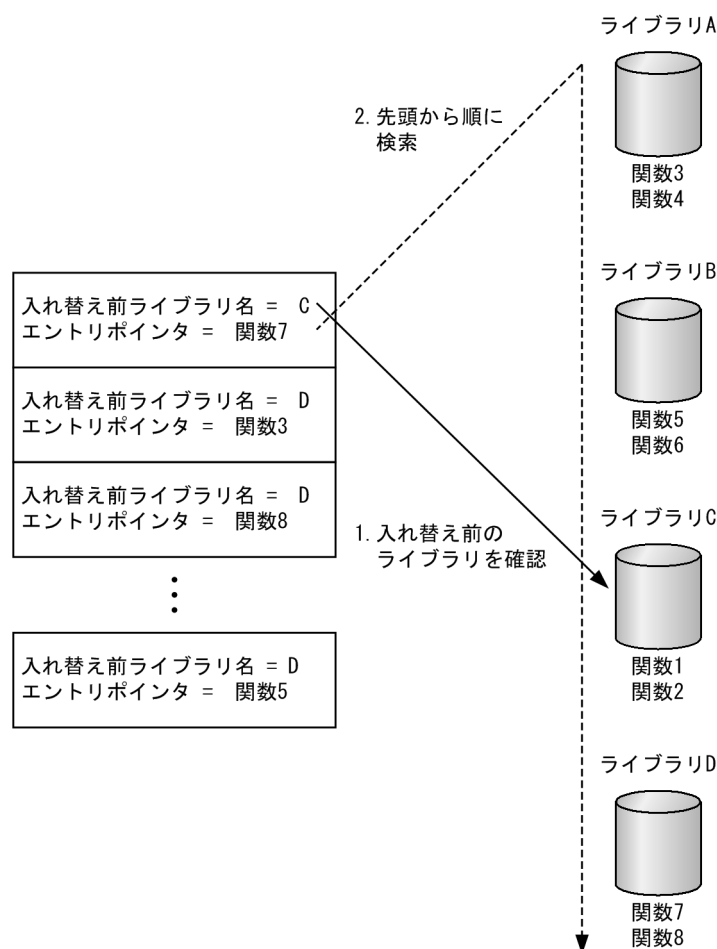 ライブラリA
2. 先頭から順に
検索
関数3
関数4
ライブラリB
入れ替え前ライブラリ名 = C
エントリポインタ = 関数7
入れ替え前ライブラリ名 = D
エントリポインタ = 関数3
関数5
関数6
入れ替え前ライブラリ名 = D
エントリポインタ = 関数8
ライブラリC
1. 入れ替え前の
ライブラリを確認
入れ替え前ライブラリ名 = D
エントリポインタ = 関数5
関数1
関数2
ライブラリD
関数7
関数8